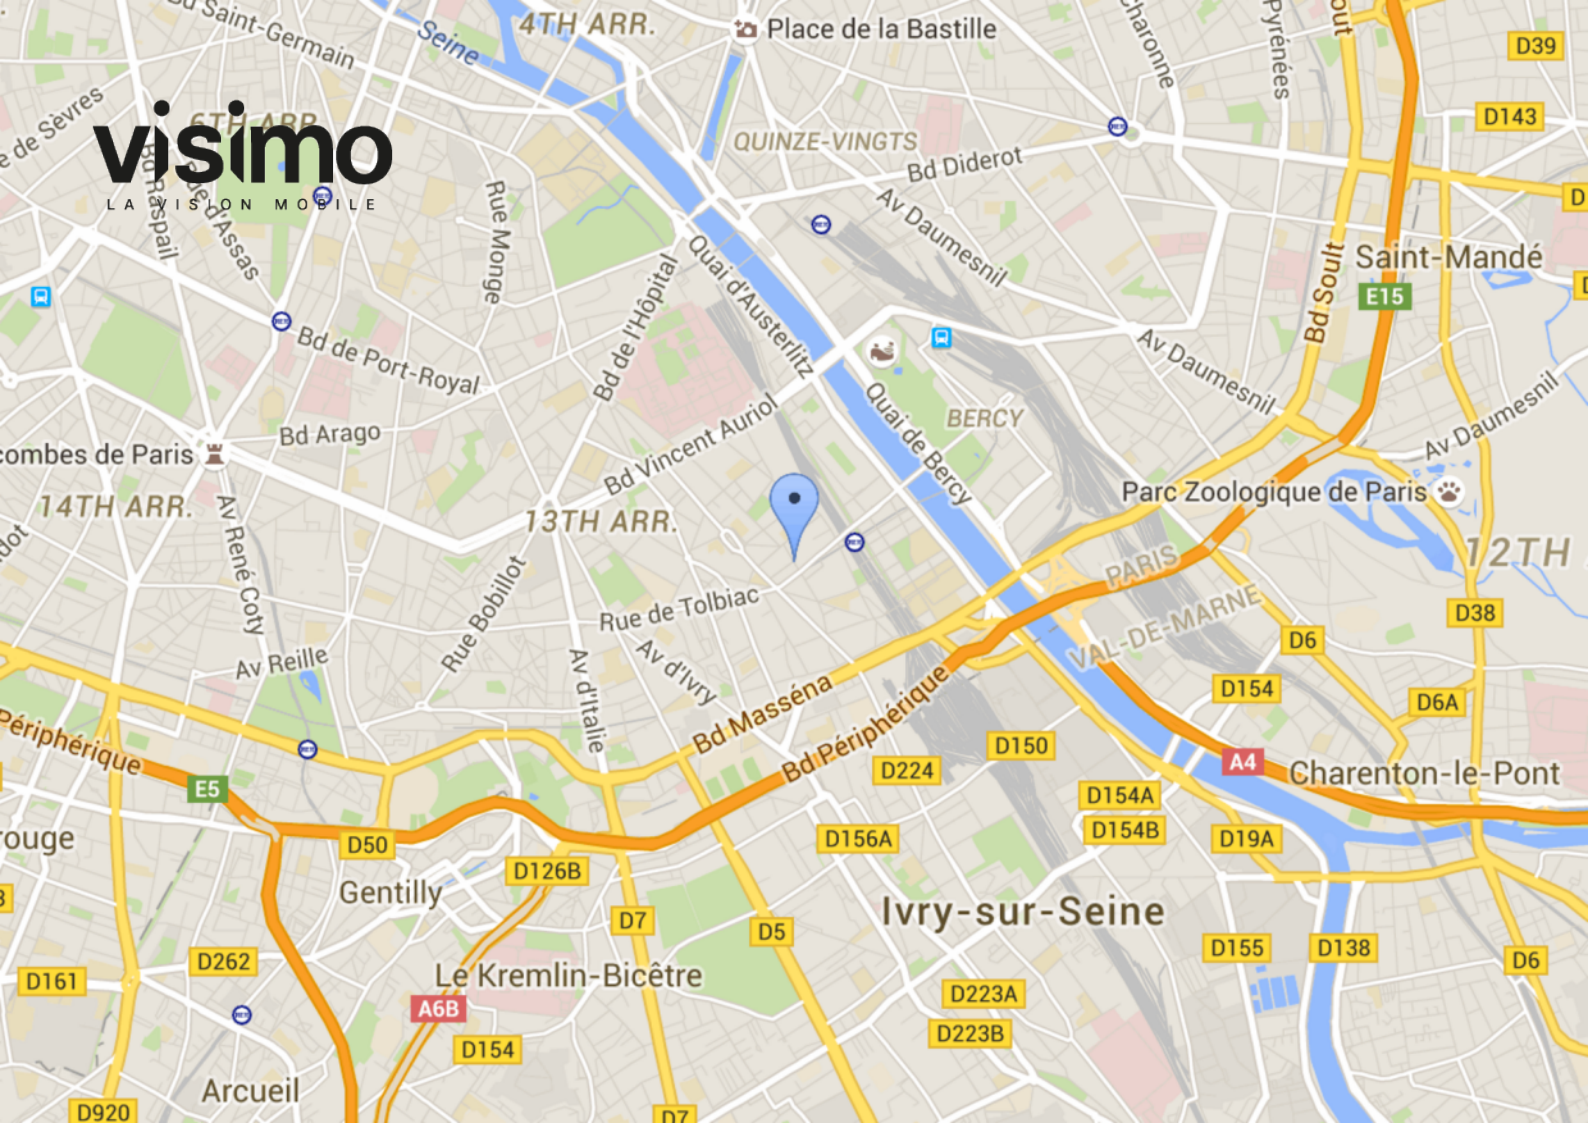 Bd Saint-Germain
Seine
4TH ARR.
Place de la Bastille
Charonne
Pyrénées
D39
D143
e de Sèvres
6TH ARR.
visimo
LA VISION MOBILE
Bd Raspail
Rue d'Assas
Rue Monge
QUINZE-VINGTS
Bd Diderot
Av Daumesnil
D
Quai d'Austerlitz
Bd de l'Hôpital
Saint-Mandé
E15
Bd Soult
Bd de Port-Royal
Av Daumesnil
Av Daumesnil
Quai de Bercy
BERCY
Bd Arago
Bd Vincent Auriol
combes de Paris
Parc Zoologique de Paris
14TH ARR.
13TH ARR.
12TH
Av René Coty
Rue Bobillot
Rue de Tolbiac
PARIS
VAL-DE-MARNE
D38
D6
Av Reille
Av d'Ivry
Av d'Italie
D154
D6A
Bd Masséna
Bd Périphérique
Périphérique
D150
D224
A4
Charenton-le-Pont
E5
D154A
D154B
rouge
D50
D156A
D19A
D126B
Gentilly
Ivry-sur-Seine
D7
D5
D155
D138
D262
D161
Le Kremlin-Bicêtre
D6
A6B
D223A
D223B
D154
Arcueil
D920
D7